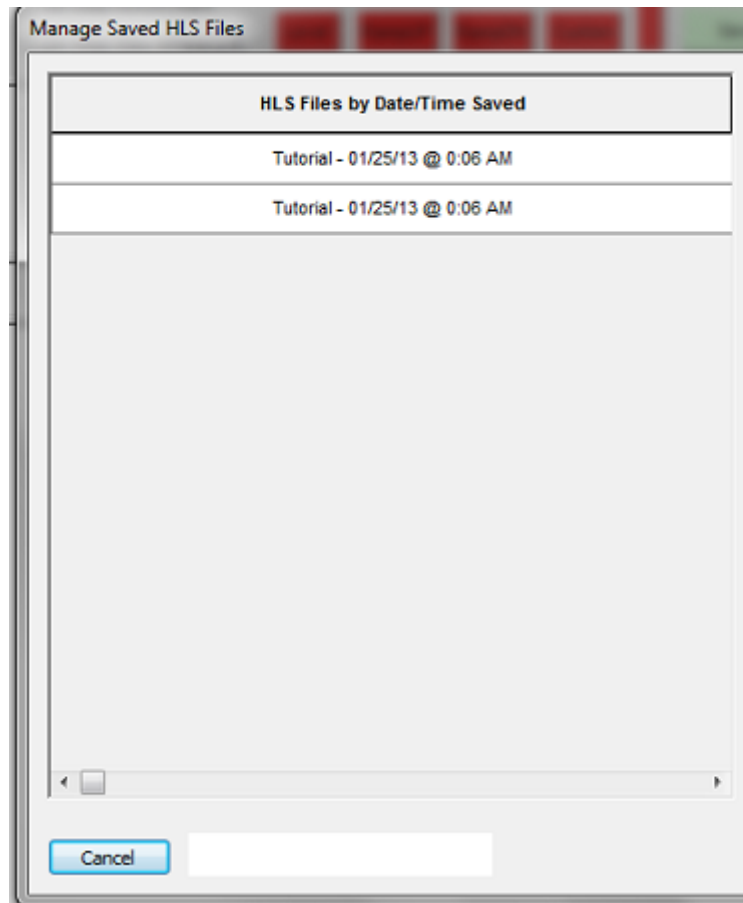 Manage Saved HLS Files
HLS Files by Date/Time Saved
Tutorial - 01/25/13 @ 0:06 AM
Tutorial - 01/25/13 @ 0:06 AM
Cancel